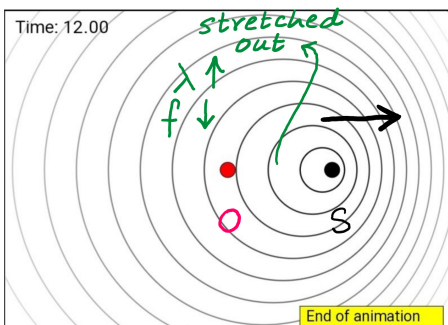 Time: 12.00
stretched
out
λ ↑
f ↓
O
S
End of animation